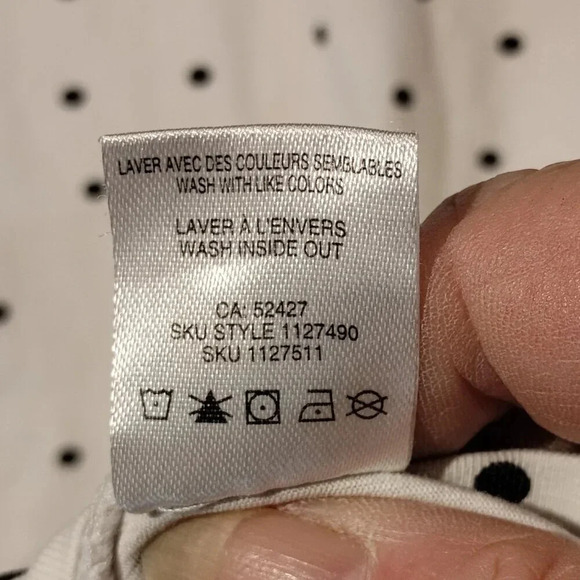 LAVER AVEC DES COULEURS SEMBLABLES
WASH WITH LIKE COLORS
LAVER À L'ENVERS
WASH INSIDE OUT
CA: 52427
SKU STYLE 1127490
SKU 1127511